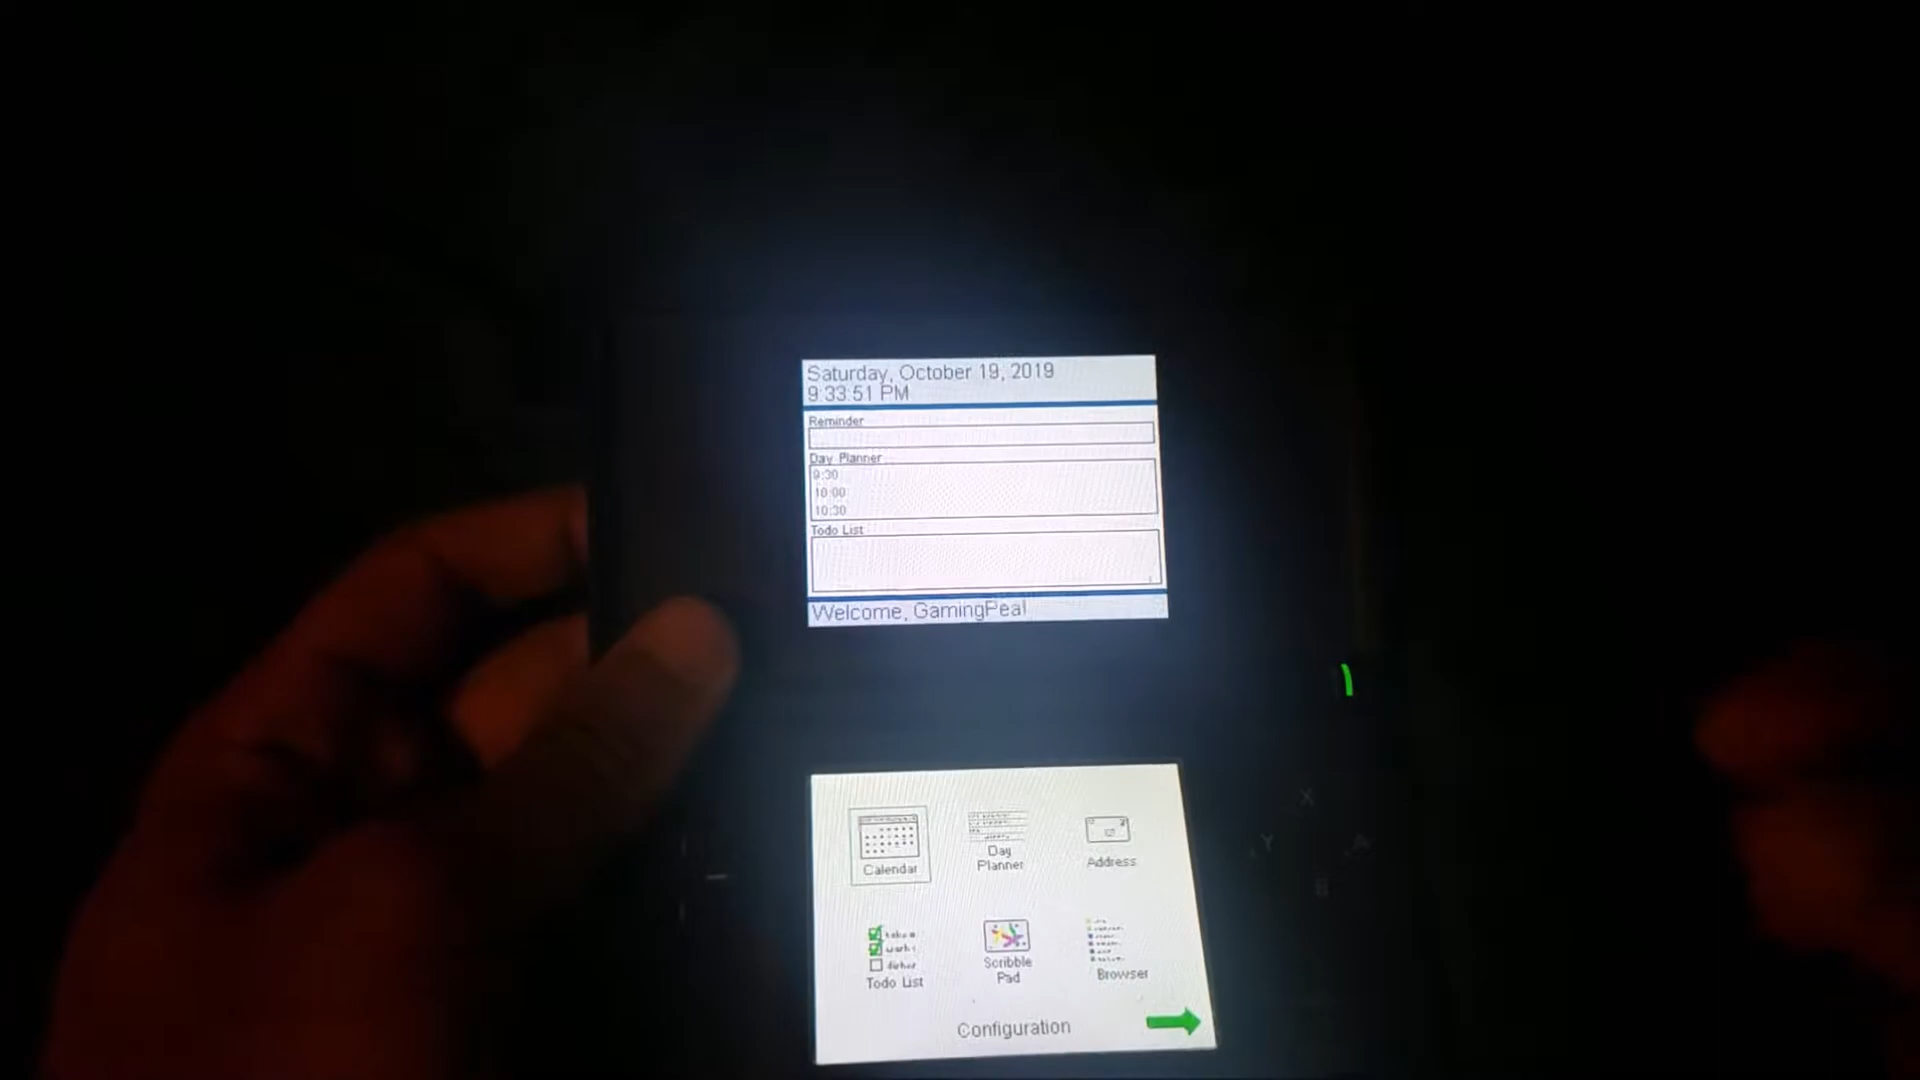 Saturday, October 19, 2019
9:33:51 PM
Reminder
Day Planner
9:30
10:00
10:30
Todo List
Welcome, GamingPeal
Calendar
Day
Planner
Address
Todo List
Scribble
Pad
Browser
Configuration
X
Y
A
B